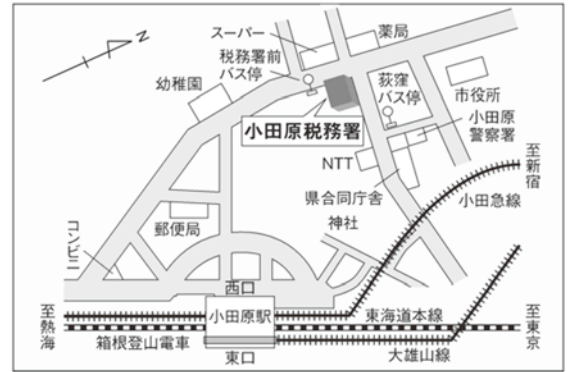 N
スーパー
薬局
税務署前
バス停
幼稚園
荻窪
バス停
市役所
小田原税務署
小田原
警察署
NTT
県合同庁舎
至新宿
小田急線
神社
郵便局
コンビニ
西口
小田原駅
至熱海
東海道本線
至東京
箱根登山電車
東口
大雄山線